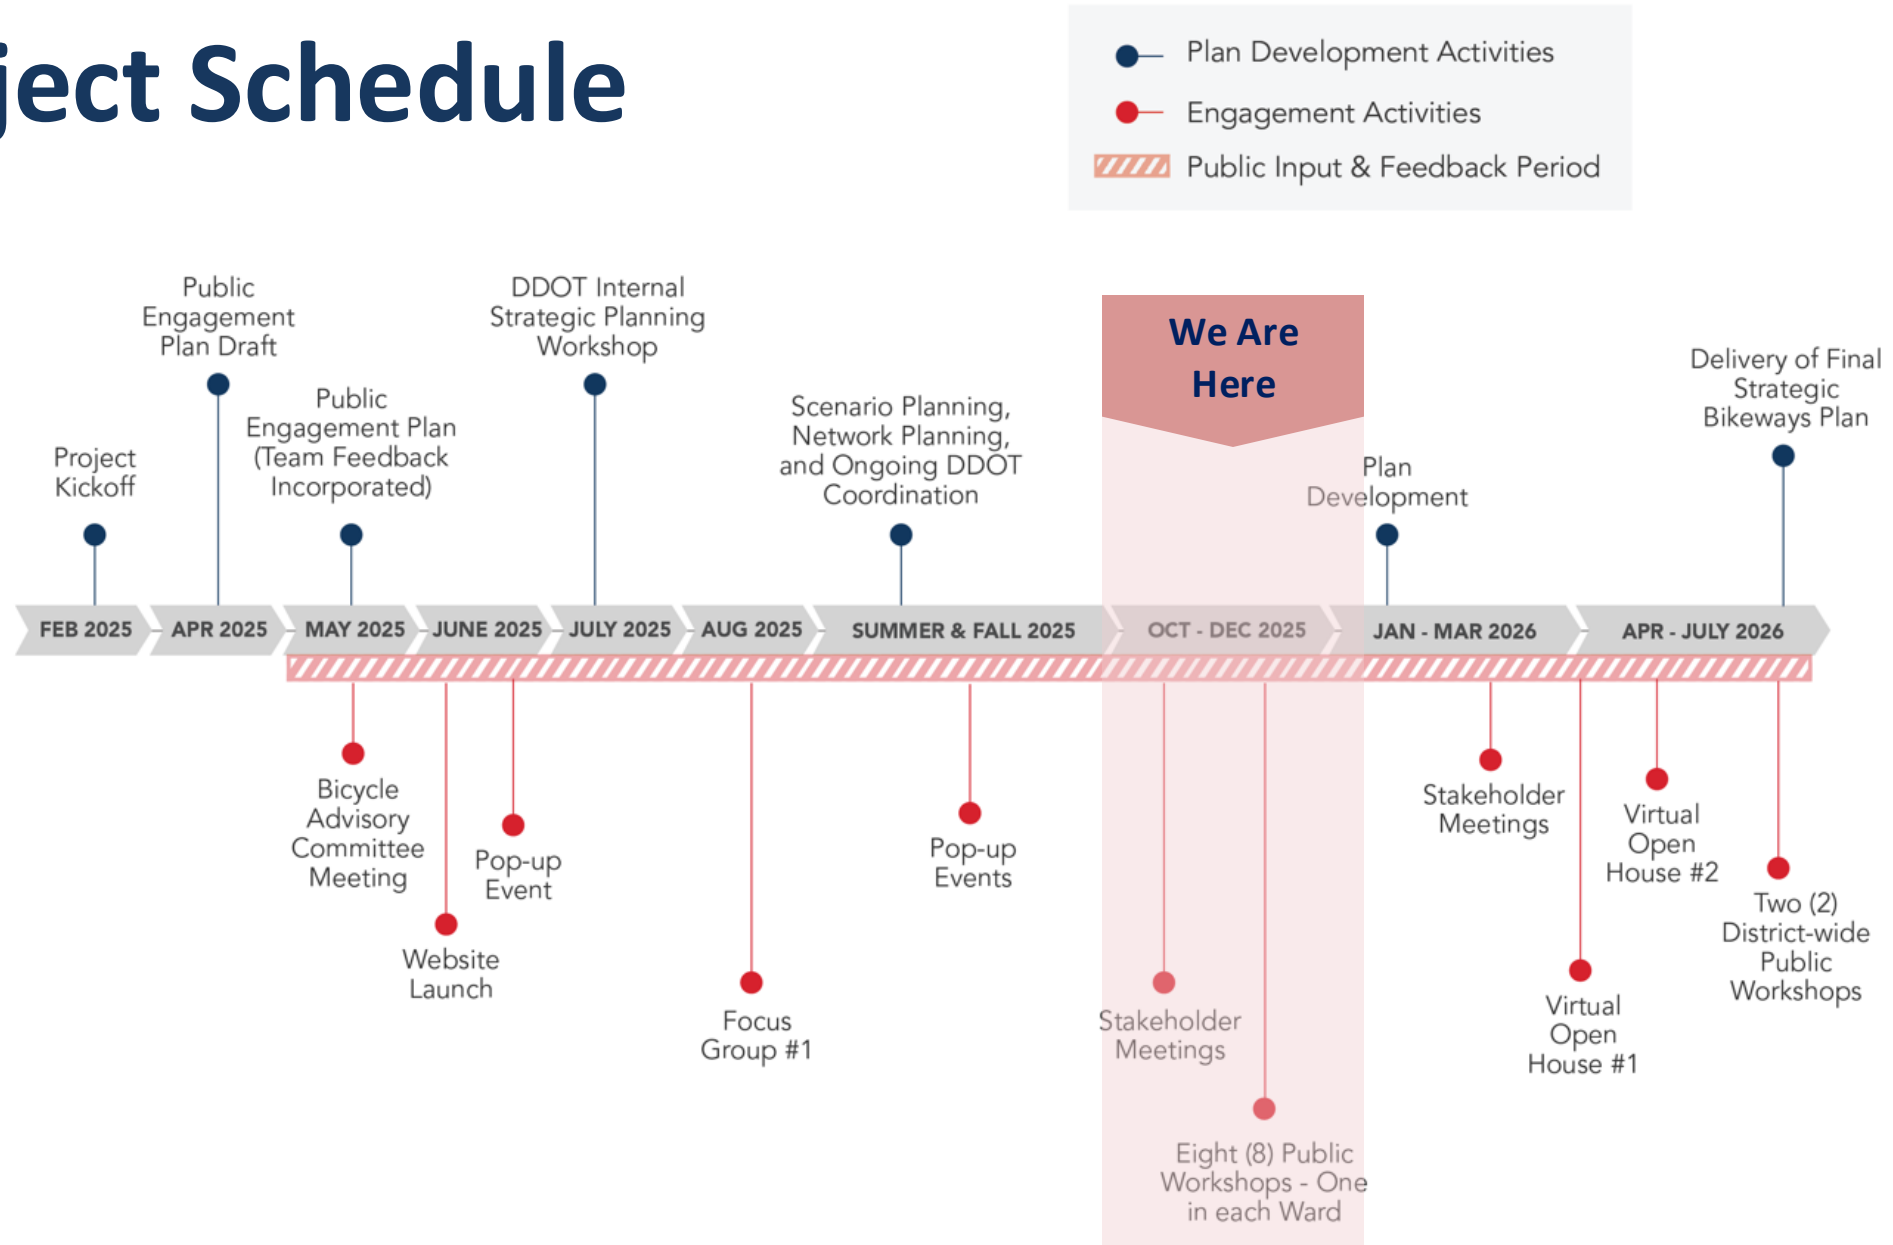 ject Schedule
Plan Development Activities
Engagement Activities
Public Input & Feedback Period
Public
Engagement
Plan Draft
DDOT Internal
Strategic Planning
Workshop
We Are
Here
Delivery of Final
Strategic
Bikeways Plan
Public
Engagement Plan
(Team Feedback
Incorporated)
Scenario Planning,
Network Planning,
and Ongoing DDOT
Coordination
Project
Kickoff
Plan
Development
FEB 2025
APR 2025
MAY 2025
JUNE 2025
JULY 2025
AUG 2025
SUMMER & FALL 2025
OCT - DEC 2025
JAN - MAR 2026
APR - JULY 2026
Bicycle
Advisory
Committee
Meeting
Website
Launch
Pop-up
Event
Focus
Group #1
Pop-up
Events
Stakeholder
Meetings
Eight (8) Public
Workshops - One
in each Ward
Stakeholder
Meetings
Virtual
Open
House #1
Virtual
Open
House #2
Two (2)
District-wide
Public
Workshops